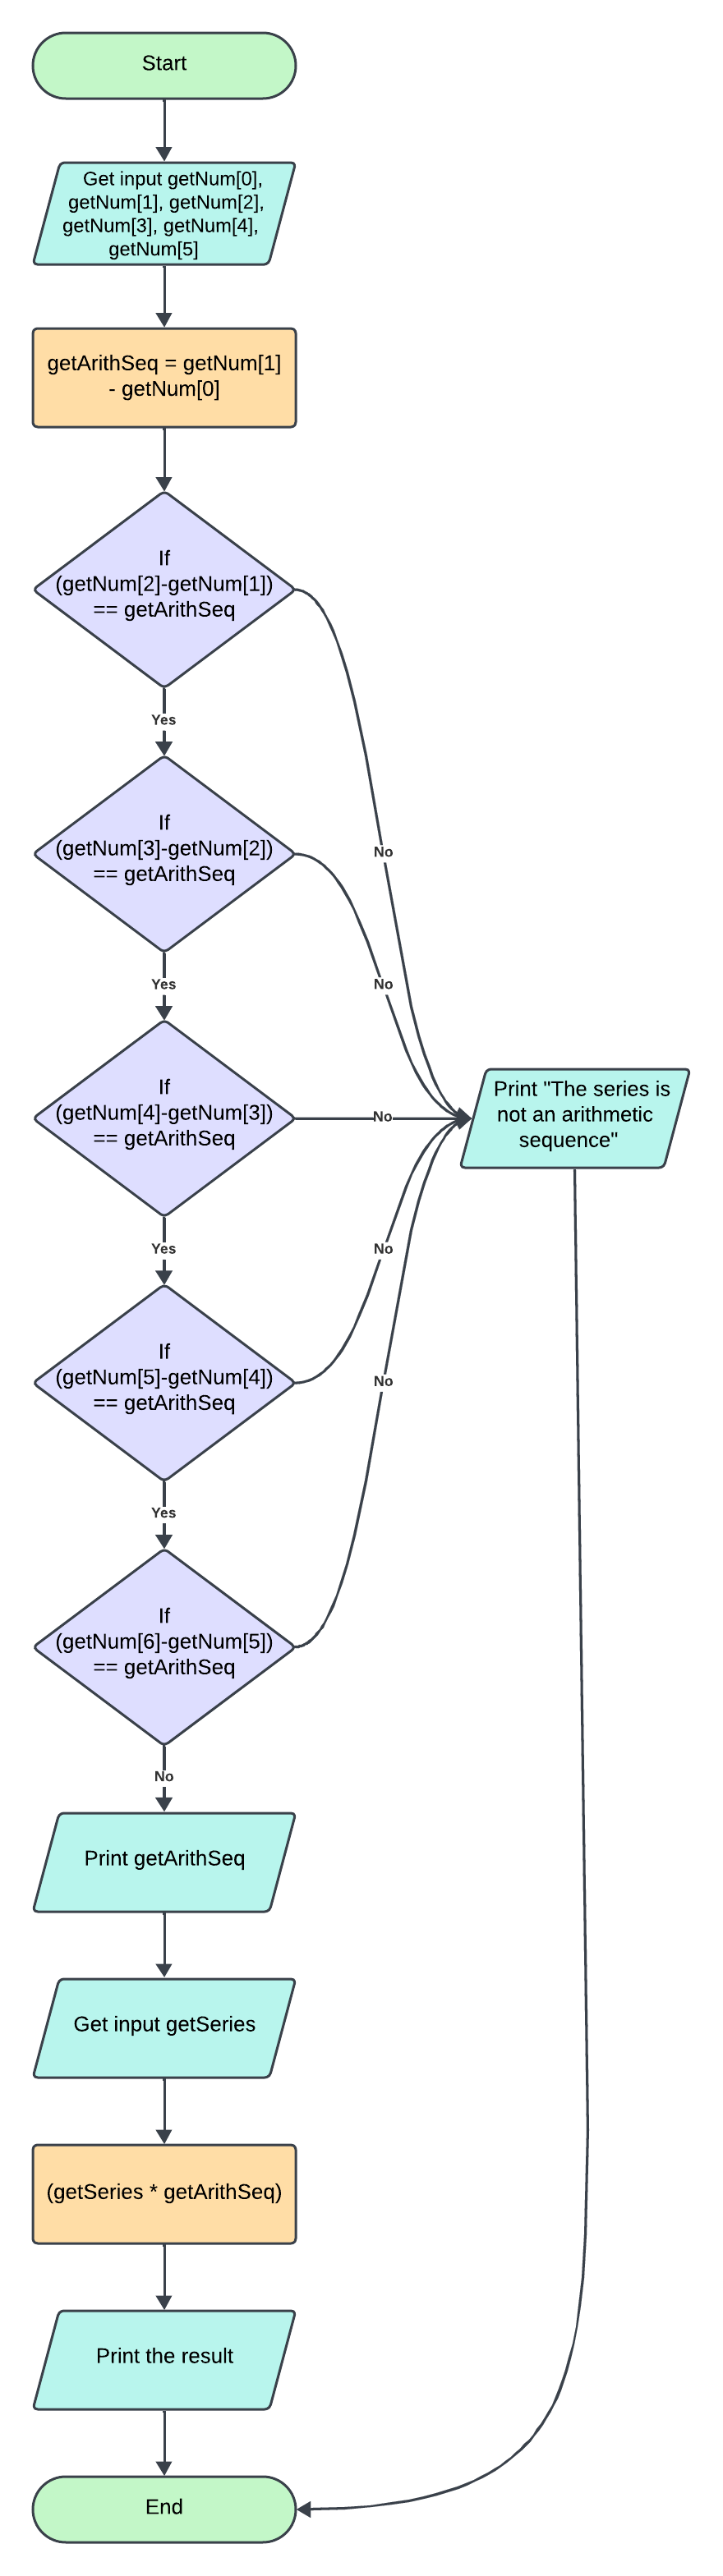 Start
Get input getNum[0],
getNum[1], getNum[2],
getNum[3], getNum[4],
getNum[5]
getArithSeq = getNum[1]
- getNum[0]
If
(getNum[2]-getNum[1])
== getArithSeq
Yes
No
If
(getNum[3]-getNum[2])
== getArithSeq
Yes
No
If
(getNum[4]-getNum[3])
== getArithSeq
No
Print "The series is
not an arithmetic
sequence"
Yes
No
If
(getNum[5]-getNum[4])
== getArithSeq
No
Yes
If
(getNum[6]-getNum[5])
== getArithSeq
No
Print getArithSeq
Get input getSeries
(getSeries * getArithSeq)
Print the result
End